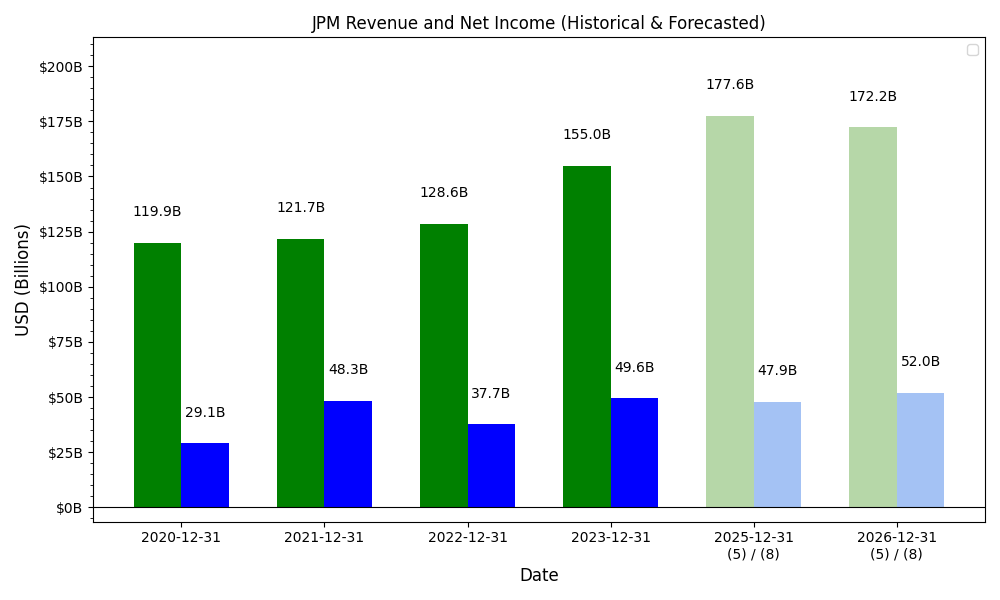 JPM Revenue and Net Income (Historical & Forecasted)
USD (Billions)
$200B
$175B
$150B
$125B
$100B
$75B
$50B
$25B
$0B
119.9B
29.1B
121.7B
48.3B
128.6B
37.7B
155.0B
49.6B
177.6B
47.9B
172.2B
52.0B
2020-12-31
2021-12-31
2022-12-31
2023-12-31
2025-12-31
(5) / (8)
2026-12-31
(5) / (8)
Date